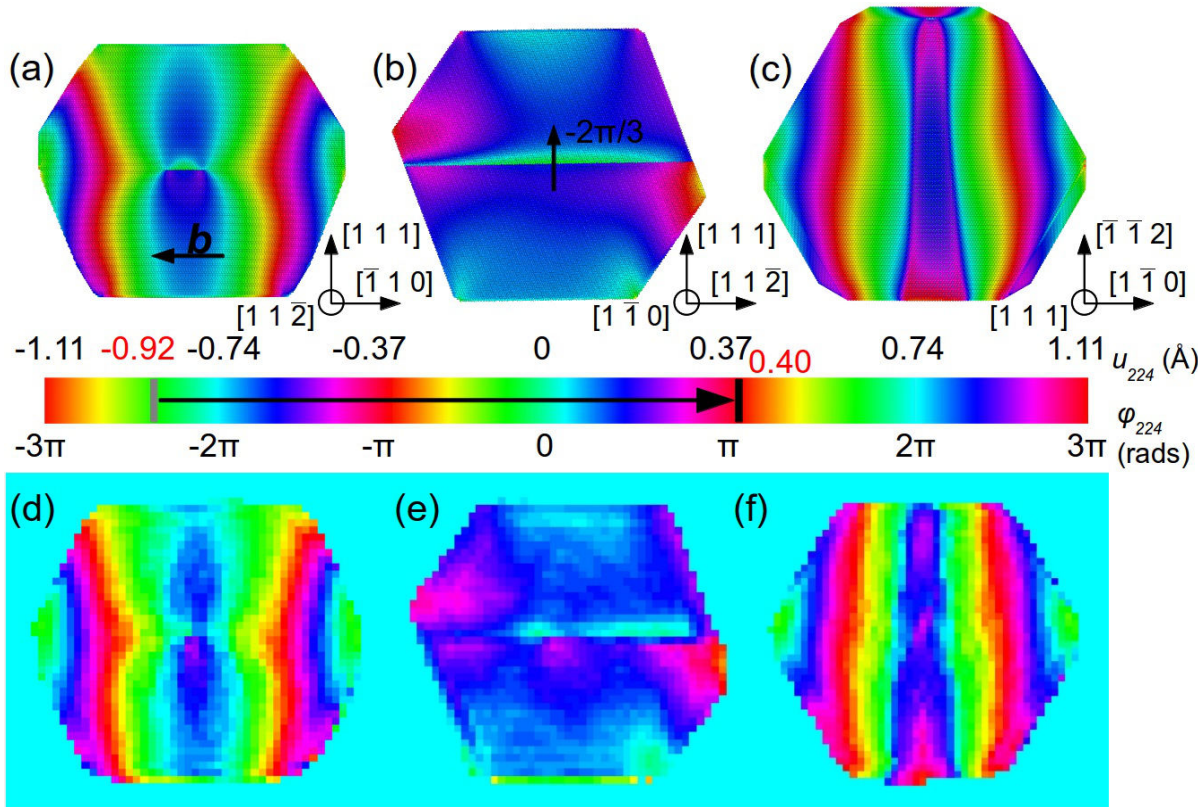 (a) (b) (c)
-2π/3
b
[1 1 1] [1 1 1] [1̅ 1̅ 2]
[1̅ 1 0] [1 1 2̅] [1 1̅ 0]
[1 1 2̅] [1 1̅ 0] [1 1 1]
-1.11 -0.92 -0.74 -0.37 0 0.37 0.40 0.74 1.11 u224 (Å)
-3π -2π -π 0 π 2π 3π φ224 (rads)
(d) (e) (f)